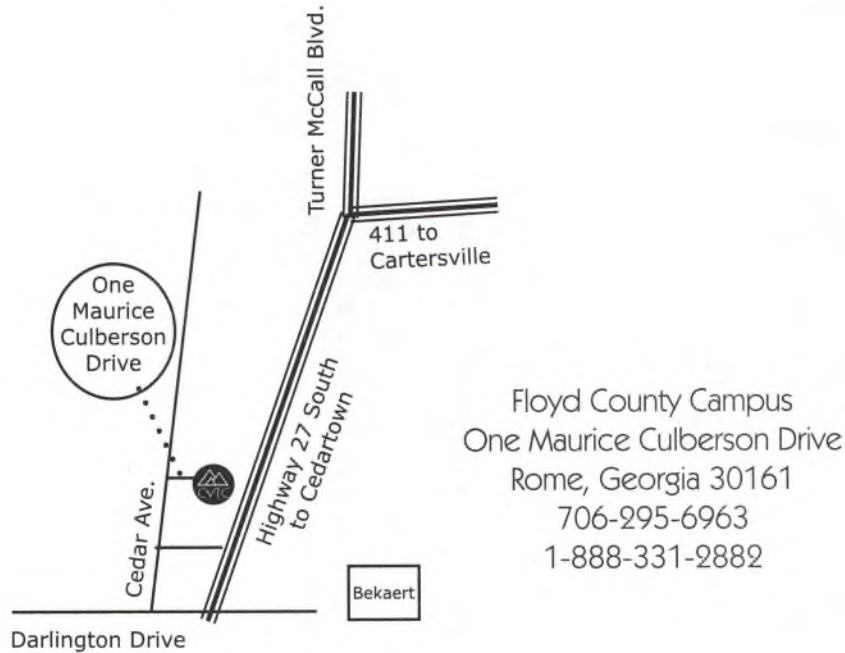 Turner McCall Blvd.
411 to
Cartersville
One
Maurice
Culberson
Drive
Highway 27 South
to Cedartown
Cedar Ave.
CVTC
Bekaert
Darlington Drive
Floyd County Campus
One Maurice Culberson Drive
Rome, Georgia 30161
706-295-6963
1-888-331-2882